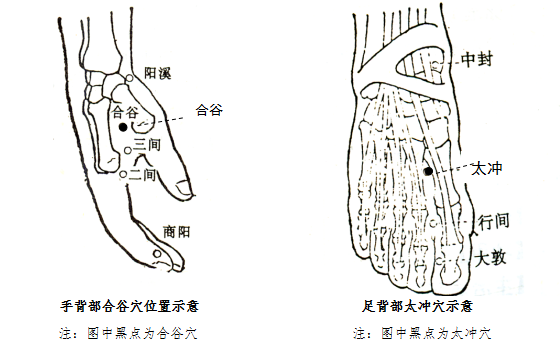 阳溪
合谷
合谷
三间
二间
商阳
手背部合谷穴位置示意
注：图中黑点为合谷穴
中封
太冲
行间
大敦
足背部太冲穴示意
注：图中黑点为太冲穴